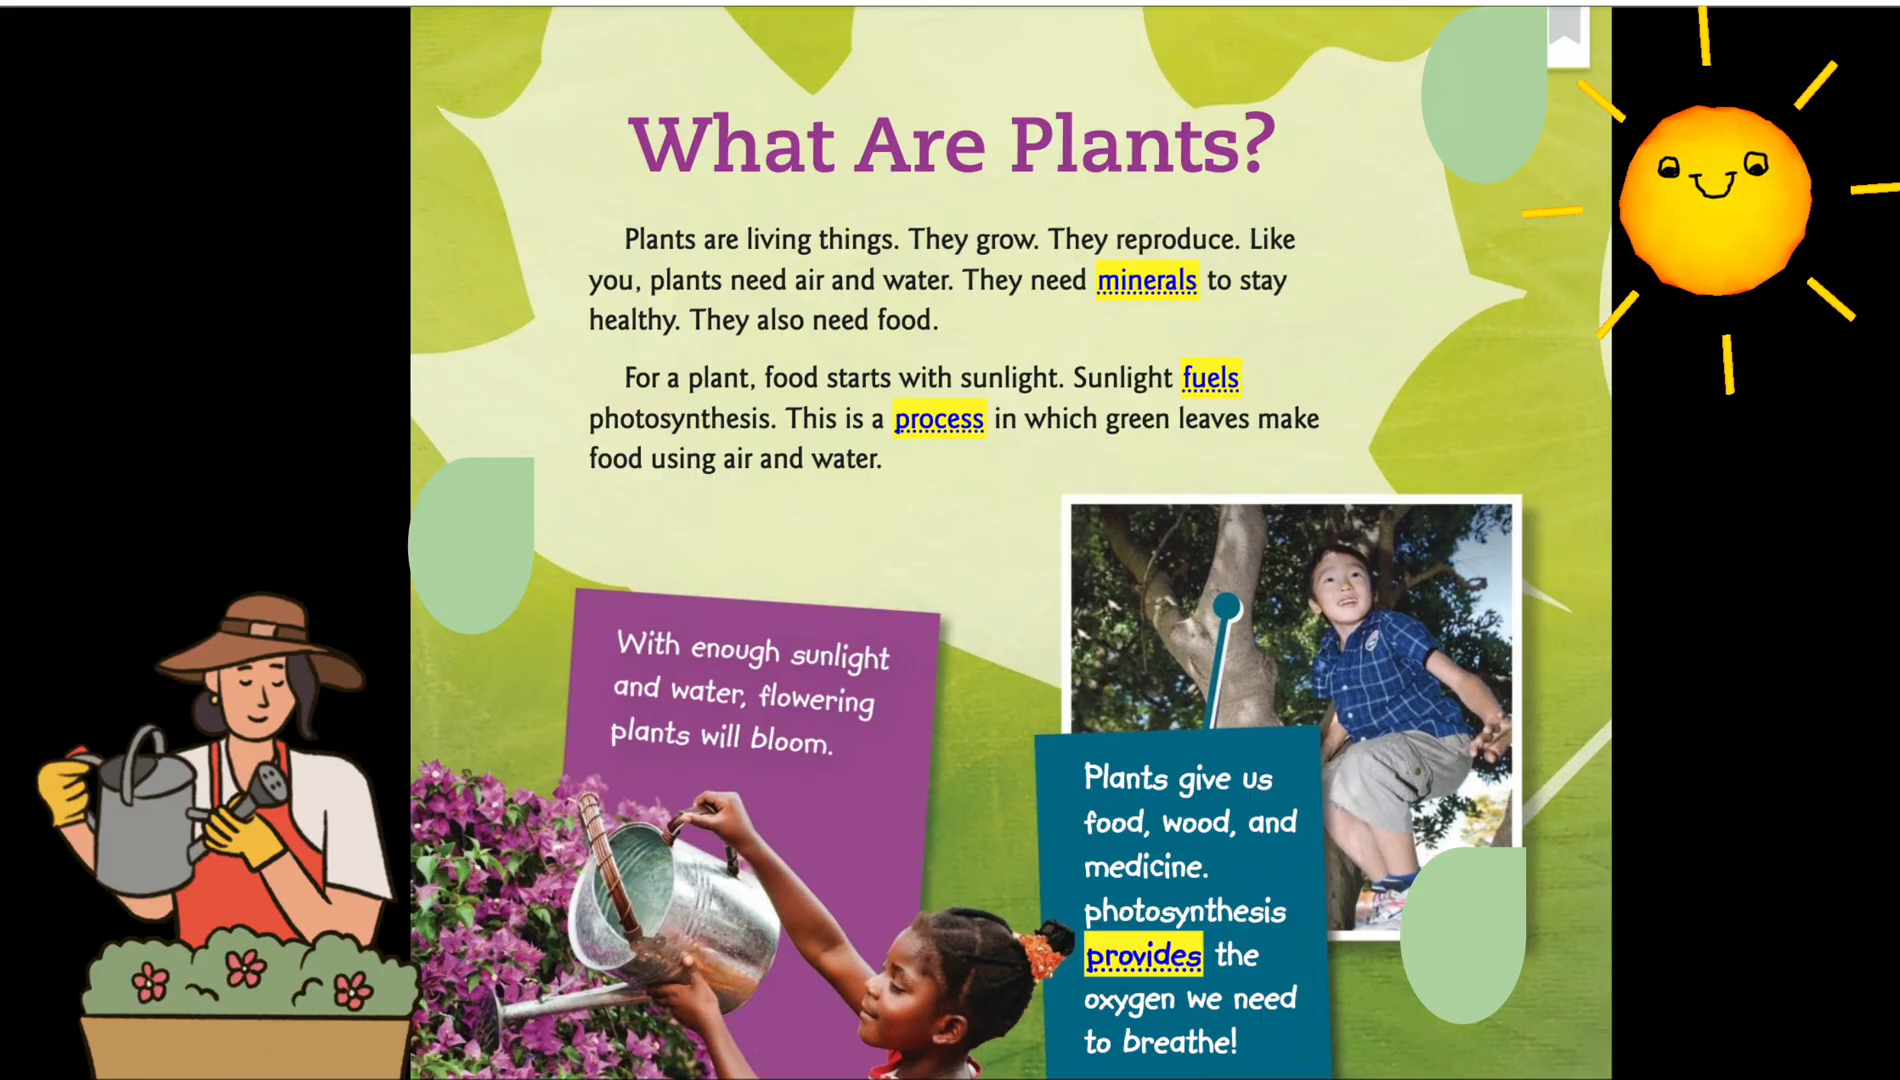 What Are Plants?
Plants are living things. They grow. They reproduce. Like
you, plants need air and water. They need minerals to stay
healthy. They also need food.
For a plant, food starts with sunlight. Sunlight fuels
photosynthesis. This is a process in which green leaves make
food using air and water.
With enough sunlight
and water, flowering
plants will bloom.
Plants give us
food, wood, and
medicine.
photosynthesis
provides the
oxygen we need
to breathe!